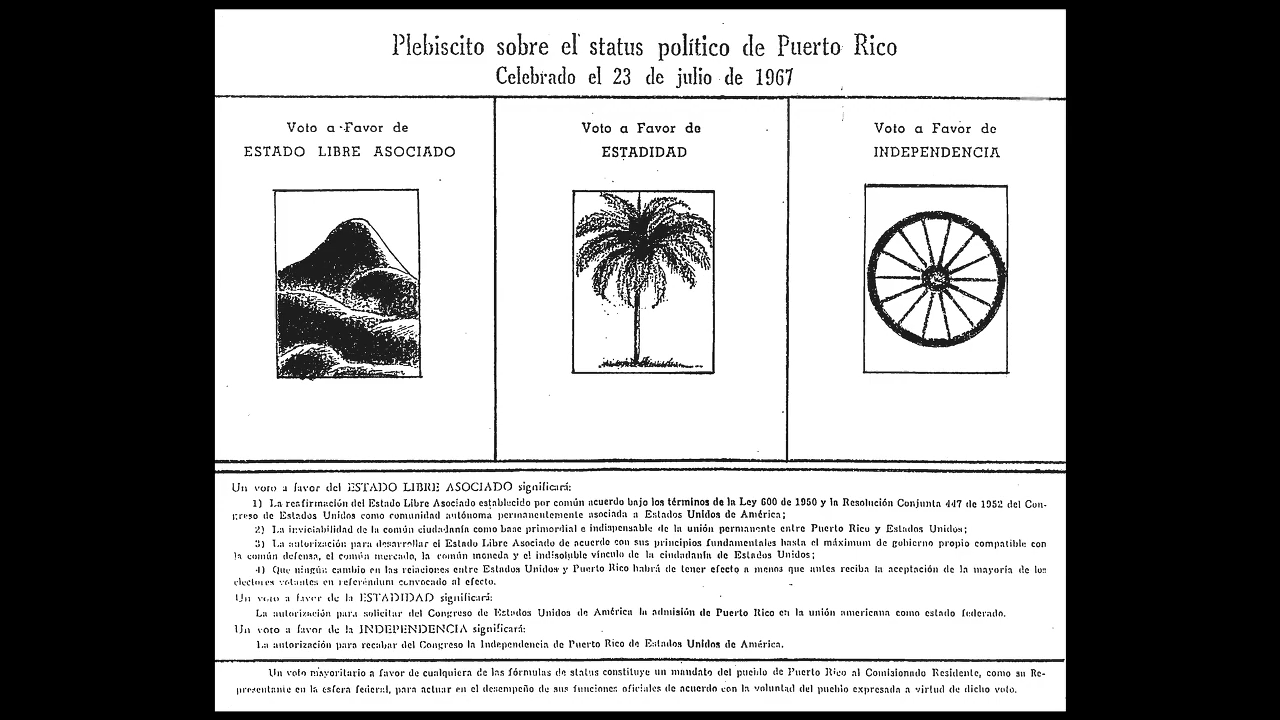 Plebiscito sobre el status político de Puerto Rico
Celebrado el 23 de julio de 1967
Voto a Favor de
ESTADO LIBRE ASOCIADO
Voto a Favor de
ESTADIDAD
Voto a Favor de
INDEPENDENCIA
Un voto a favor del ESTADO LIBRE ASOCIADO significará:
1) La reafirmación del Estado Libre Asociado establecido por común acuerdo bajo los términos de la Ley 600 de 1950 y la Resolución Conjunta 447 de 1952 del Con-
greso de Estados Unidos como comunidad autónoma permanentemente asociada a Estados Unidos de América;
2) La inviolabilidad de la común ciudadanía como base primordial e indispensable de la unión permanente entre Puerto Rico y Estados Unidos;
3) La autorización para desarrollar el Estado Libre Asociado de acuerdo con sus principios fundamentales hasta el máximum de gobierno propio compatible con
la común defensa, el común mercado, la común moneda y el indisoluble vínculo de la ciudadanía de Estados Unidos;
4) Que ningún cambio en las relaciones entre Estados Unidos y Puerto Rico habrá de tener efecto a menos que antes reciba la aceptación de la mayoría de los
electores votantes en referéndum convocado al efecto.
Un voto a favor de la ESTADIDAD significará:
La autorización para solicitar del Congreso de Estados Unidos de América la admisión de Puerto Rico en la unión americana como estado federado.
Un voto a favor de la INDEPENDENCIA significará:
La autorización para recabar del Congreso la Independencia de Puerto Rico de Estados Unidos de América.
Un voto mayoritario a favor de cualquiera de las fórmulas de status constituye un mandato del pueblo de Puerto Rico al Comisionado Residente, como su Re-
presentante en la esfera federal, para actuar en el desempeño de sus funciones oficiales de acuerdo con la voluntad del pueblo expresada a virtud de dicho voto.